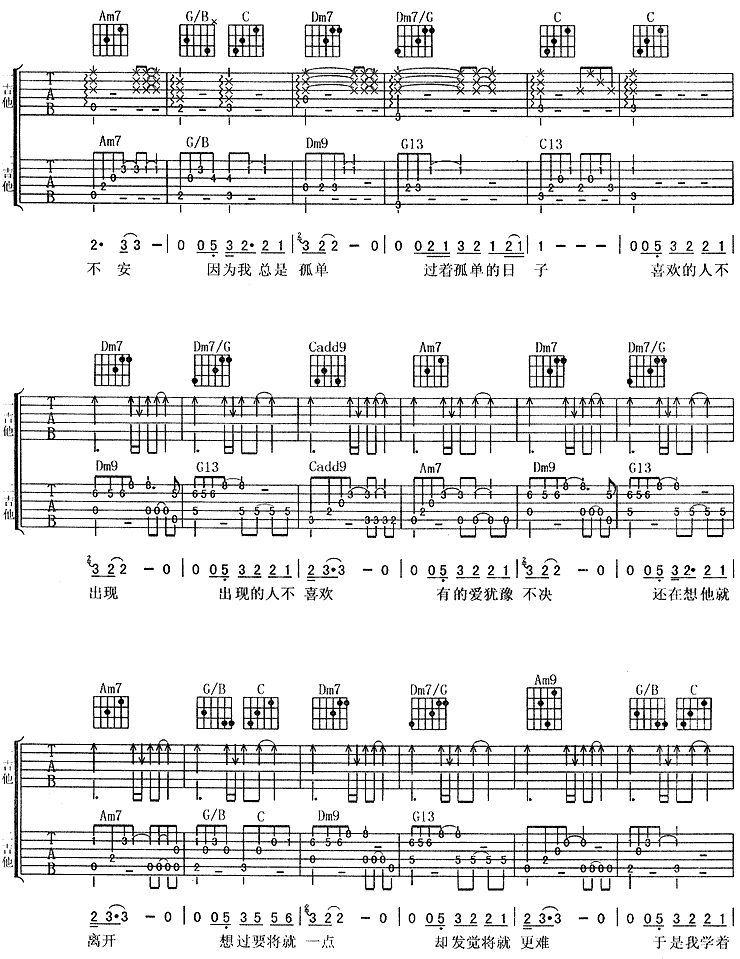 Am7 G/B C Dm7 Dm7/G C C
T A B
吉他
Am7 G/B Dm9 G13 C13
吉他
2· 3 3 — | 0 0 5 3 2· 2 1 | 3 2 2 — 0 | 0 0 2 1 3 2 1 2 1 | 1 — — — | 0 0 5 3 2 2 1
不 安 因为我 总是 孤单 过着孤单的日 子 喜欢的人不
Dm7 Dm7/G Cadd9 Am7 Dm7 Dm7/G
T A B
吉他
Dm9 G13 Cadd9 Am7 Dm9 G13
吉他
3 2 2 — 0 | 0 0 5 3 2 2 1 | 2 3·3 — 0 | 0 0 5 3 2 2 1 | 3 2 2 — 0 | 0 0 5 3 2· 2 1
出现 出现的人不 喜欢 有的爱犹豫 不决 还在想他就
Am7 G/B C Dm7 Dm7/G Am9 G/B C
T A B
吉他
Am7 G/B C Dm9 G13
T A B
吉他
2 3·3 — 0 | 0 0 5 3 5 5 6 | 3 2 2 — 0 | 0 0 5 3 2 2 1 | 2 3·3 — 0 | 0 0 5 3 2 2 1
离开 想过要将就 一点 却发觉将就 更难 于是我学着